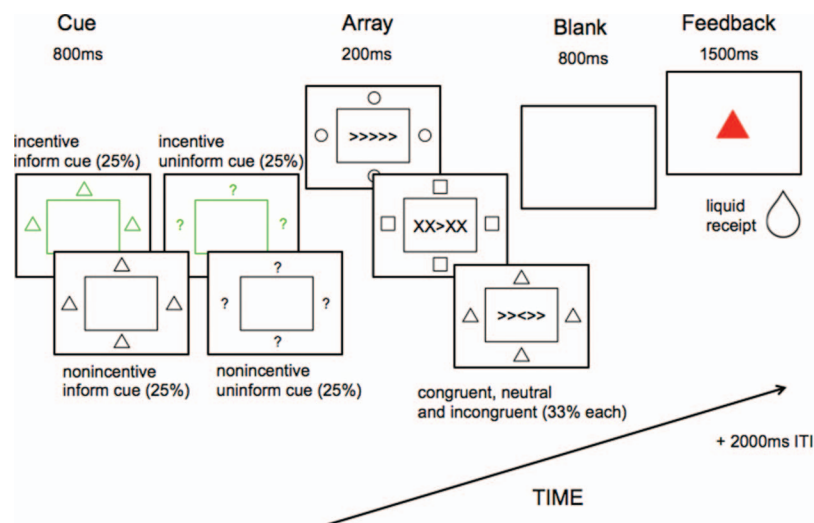 Cue
800ms
Array
200ms
Blank
800ms
Feedback
1500ms
incentive
inform cue (25%)
incentive
uninform cue (25%)
?
?
?
nonincentive
inform cue (25%)
?
?
?
?
nonincentive
uninform cue (25%)
>>>>>
XX>XX
>><>>
congruent, neutral
and incongruent (33% each)
liquid
receipt
+ 2000ms ITI
TIME